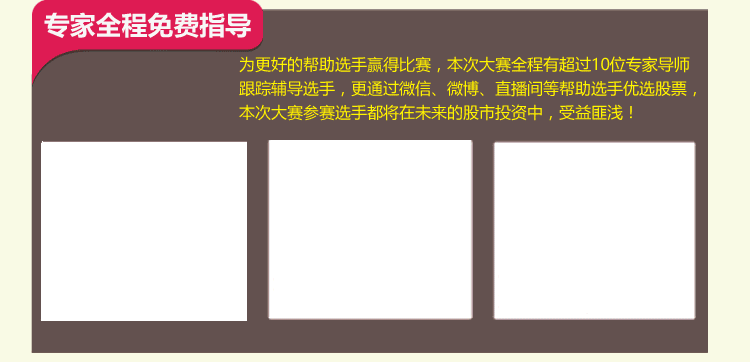 专家全程免费指导
为更好的帮助选手赢得比赛，本次大赛全程有超过10位专家导师
跟踪辅导选手，更通过微信、微博、直播间等帮助选手优选股票，
本次大赛参赛选手都将在未来的股市投资中，受益匪浅！